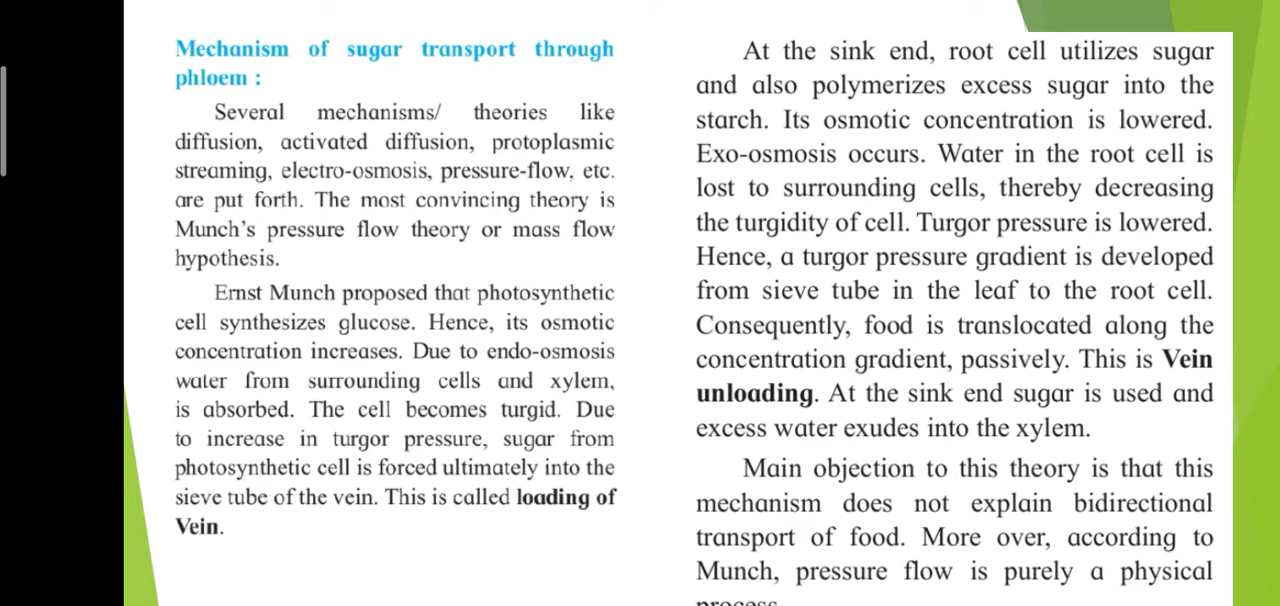 Mechanism of sugar transport through
phloem :
Several mechanisms/ theories like
diffusion, activated diffusion, protoplasmic
streaming, electro-osmosis, pressure-flow, etc.
are put forth. The most convincing theory is
Munch's pressure flow theory or mass flow
hypothesis.
Ernst Munch proposed that photosynthetic
cell synthesizes glucose. Hence, its osmotic
concentration increases. Due to endo-osmosis
water from surrounding cells and xylem,
is absorbed. The cell becomes turgid. Due
to increase in turgor pressure, sugar from
photosynthetic cell is forced ultimately into the
sieve tube of the vein. This is called loading of
Vein.
At the sink end, root cell utilizes sugar
and also polymerizes excess sugar into the
starch. Its osmotic concentration is lowered.
Exo-osmosis occurs. Water in the root cell is
lost to surrounding cells, thereby decreasing
the turgidity of cell. Turgor pressure is lowered.
Hence, a turgor pressure gradient is developed
from sieve tube in the leaf to the root cell.
Consequently, food is translocated along the
concentration gradient, passively. This is Vein
unloading. At the sink end sugar is used and
excess water exudes into the xylem.
Main objection to this theory is that this
mechanism does not explain bidirectional
transport of food. More over, according to
Munch, pressure flow is purely a physical
process